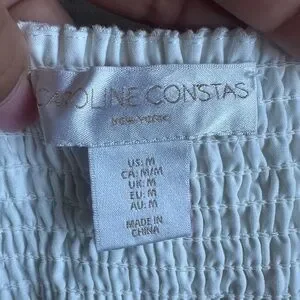 CAROLINE CONSTAS
NEW YORK
US: M
CA: M/M
UK: M
EU: M
AU: M
MADE IN
CHINA